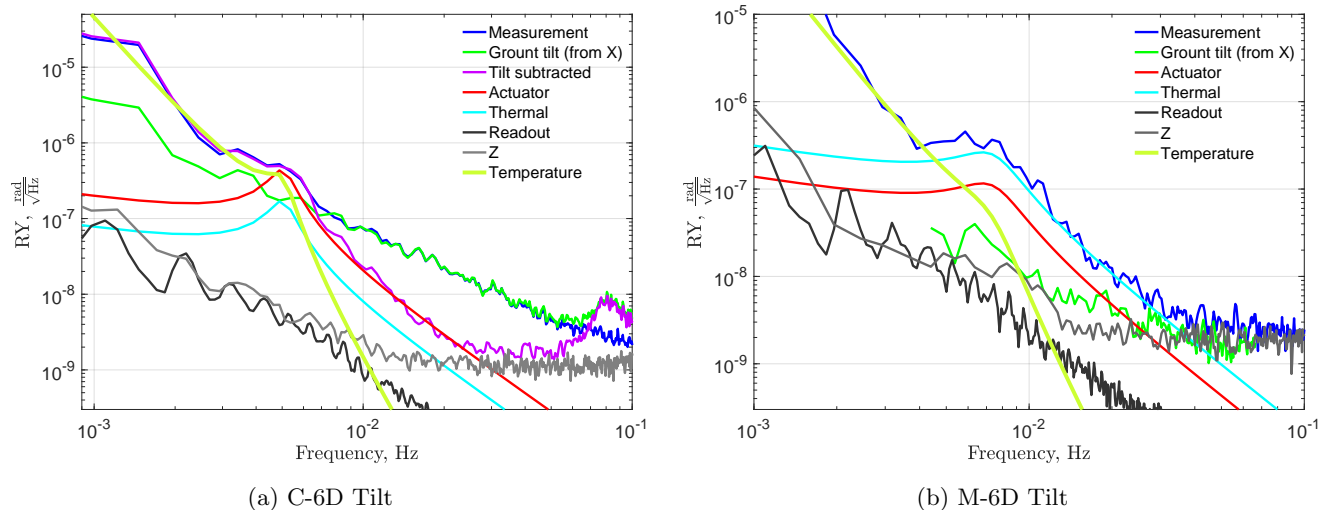 Measurement
Grount tilt (from X)
Tilt subtracted
Actuator
Thermal
Readout
Z
Temperature
10^-5
10^-6
10^-7
10^-8
10^-9
RY, rad/√Hz
10^-3
10^-2
10^-1
Frequency, Hz
(a) C-6D Tilt
Measurement
Grount tilt (from X)
Actuator
Thermal
Readout
Z
Temperature
10^-5
10^-6
10^-7
10^-8
10^-9
RY, rad/√Hz
10^-3
10^-2
10^-1
Frequency, Hz
(b) M-6D Tilt